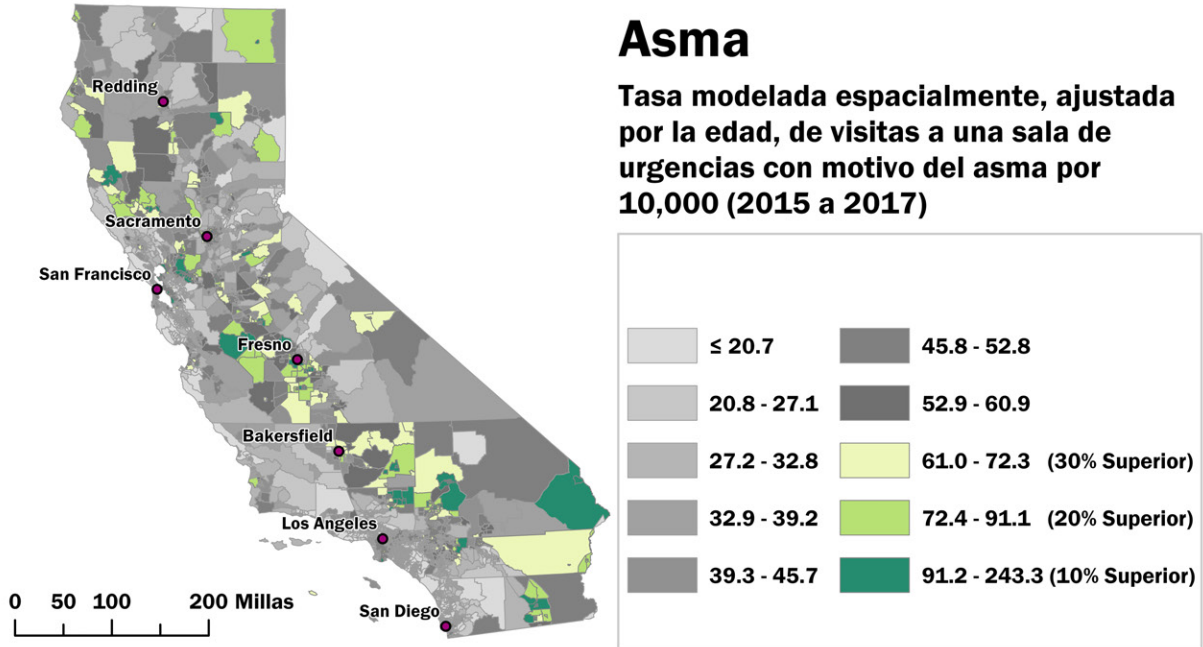 Asma
Tasa modelada espacialmente, ajustada
por la edad, de visitas a una sala de
urgencias con motivo del asma por
10,000 (2015 a 2017)
Redding
Sacramento
San Francisco
Fresno
Bakersfield
Los Angeles
San Diego
0 50 100 200 Millas
≤ 20.7
20.8 - 27.1
27.2 - 32.8
32.9 - 39.2
39.3 - 45.7
45.8 - 52.8
52.9 - 60.9
61.0 - 72.3 (30% Superior)
72.4 - 91.1 (20% Superior)
91.2 - 243.3 (10% Superior)